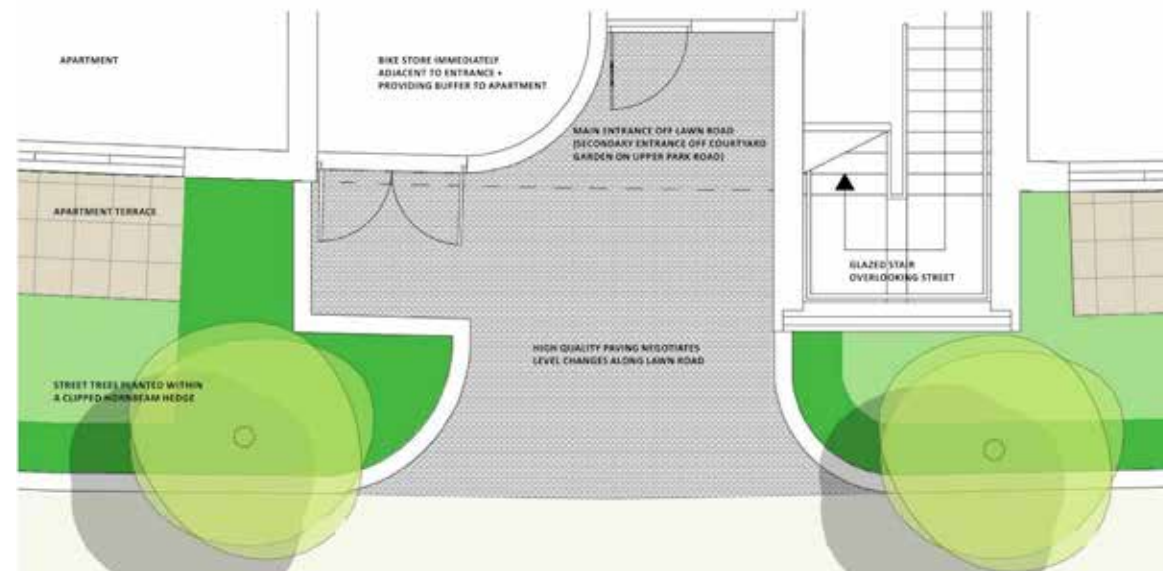 APARTMENT
BIKE STORE IMMEDIATELY
ADJACENT TO ENTRANCE +
PROVIDING BUFFER TO APARTMENT
MAIN ENTRANCE OFF LAWN ROAD
(SECONDARY ENTRANCE OFF COURTYARD
GARDEN ON UPPER PARK ROAD)
APARTMENT TERRACE
GLAZED STAIR
OVERLOOKING STREET
HIGH QUALITY PAVING NEGOTIATES
LEVEL CHANGES ALONG LAWN ROAD
STREET TREES PLANTED WITHIN
A CLIPPED HORNBEAM HEDGE